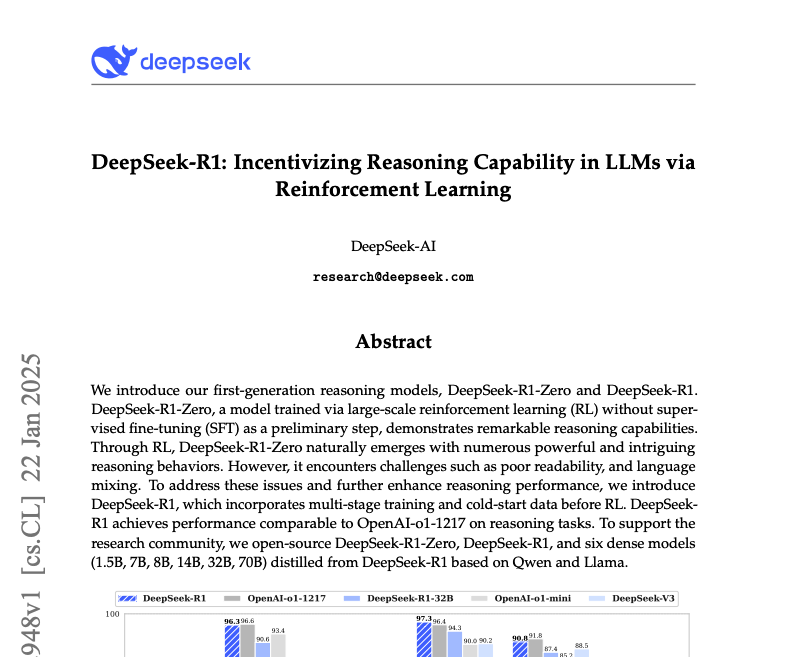 deepseek
DeepSeek-R1: Incentivizing Reasoning Capability in LLMs via
Reinforcement Learning
DeepSeek-AI
research@deepseek.com
Abstract
We introduce our first-generation reasoning models, DeepSeek-R1-Zero and DeepSeek-R1.
DeepSeek-R1-Zero, a model trained via large-scale reinforcement learning (RL) without super-
vised fine-tuning (SFT) as a preliminary step, demonstrates remarkable reasoning capabilities.
Through RL, DeepSeek-R1-Zero naturally emerges with numerous powerful and intriguing
reasoning behaviors. However, it encounters challenges such as poor readability, and language
mixing. To address these issues and further enhance reasoning performance, we introduce
DeepSeek-R1, which incorporates multi-stage training and cold-start data before RL. DeepSeek-
R1 achieves performance comparable to OpenAI-o1-1217 on reasoning tasks. To support the
research community, we open-source DeepSeek-R1-Zero, DeepSeek-R1, and six dense models
(1.5B, 7B, 8B, 14B, 32B, 70B) distilled from DeepSeek-R1 based on Qwen and Llama.
948v1 [cs.CL] 22 Jan 2025
DeepSeek-R1 OpenAI-o1-1217 DeepSeek-R1-32B OpenAI-o1-mini DeepSeek-V3
100
96.3 96.6 90.6 93.4
97.3 96.4 94.3 90.0 90.2
90.8 91.8 87.4 85.2 88.5